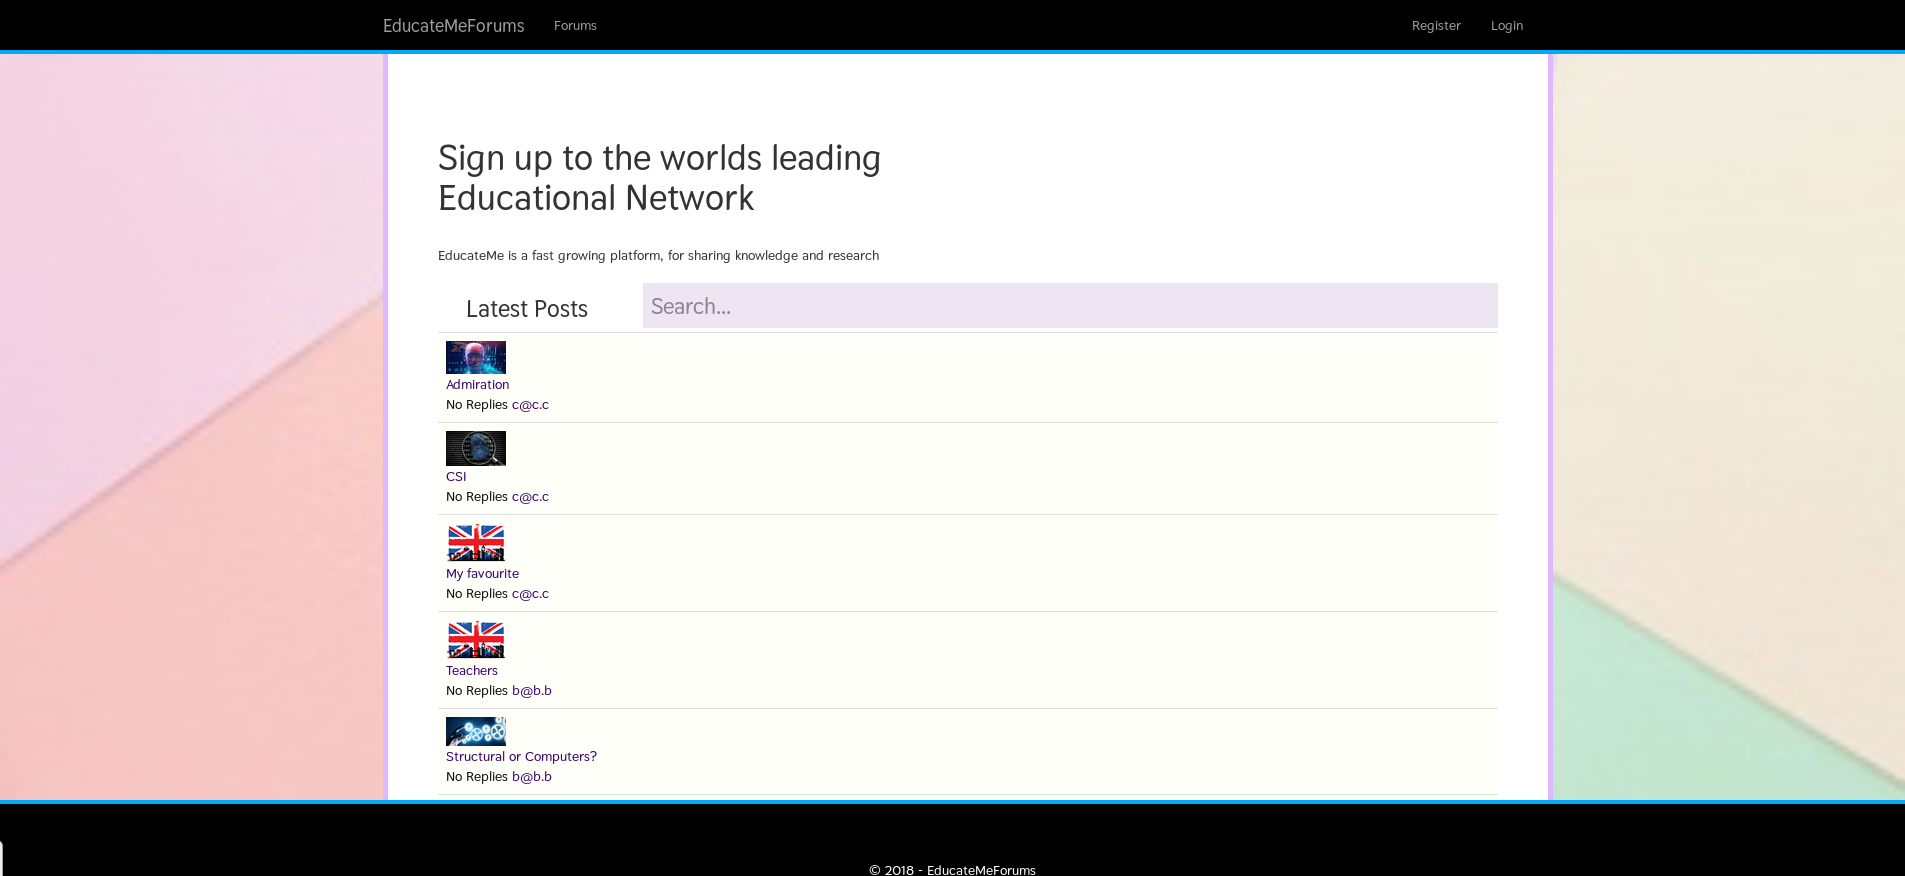 EducateMeForums Forums Register Login
Sign up to the worlds leading
Educational Network
EducateMe is a fast growing platform, for sharing knowledge and research
Latest Posts Search...
Admiration
No Replies c@c.c
CSI
No Replies c@c.c
My favourite
No Replies c@c.c
Teachers
No Replies b@b.b
Structural or Computers?
No Replies b@b.b
© 2018 - EducateMeForums